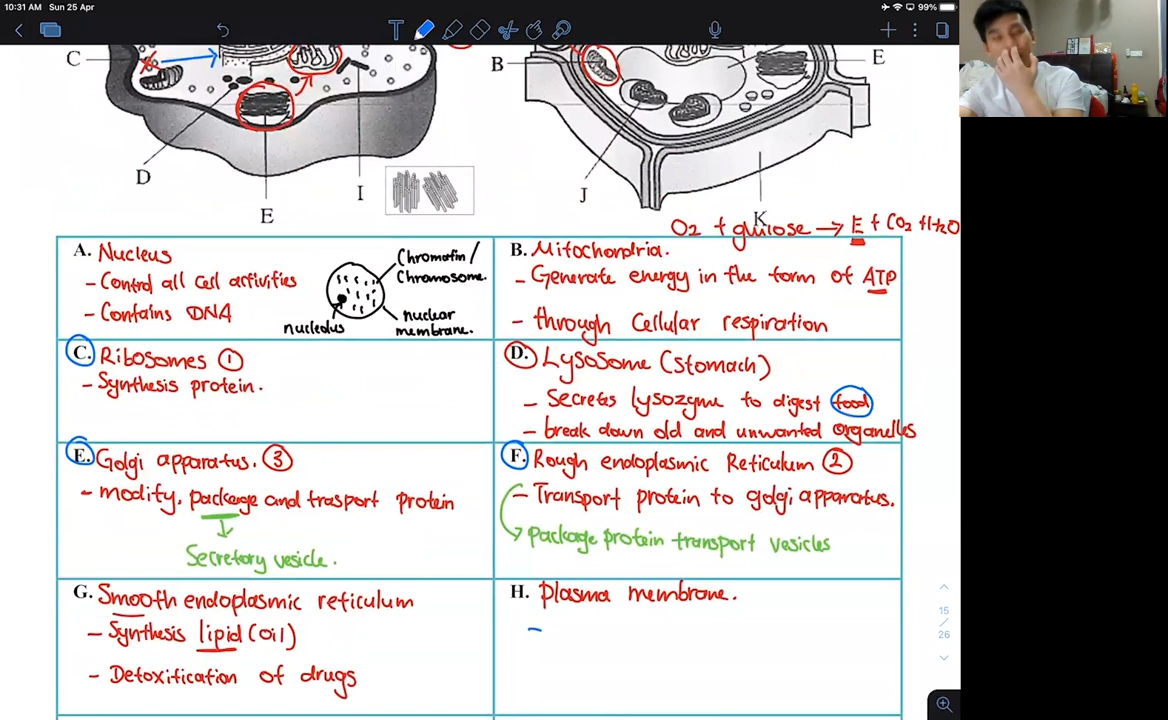 10:31 AM Sun 25 Apr
99%
T
C
D
E
I
B
E
J
K
O2 + glulose → E + CO2 + H2O
A. Nucleus
- Control all cell activities
- Contains DNA
Chromatin/
Chromosome.
nucleolus
nuclear
membrane.
B. Mitochondria.
- Generate energy in the form of ATP
- through Cellular respiration
C. Ribosomes 1
- Synthesis protein.
D. Lysosome (Stomach)
- Secretes lysozyme to digest food
- break down old and unwanted organelles
E. Golgi apparatus. 3
- modify, package and trasport protein
Secretory vesicle.
F. Rough endoplasmic Reticulum 2
- Transport protein to golgi apparatus.
Package protein transport vesicles
G. Smooth endoplasmic reticulum
- Synthesis lipid (oil)
- Detoxification of drugs
H. Plasma membrane.
-
15
/
26